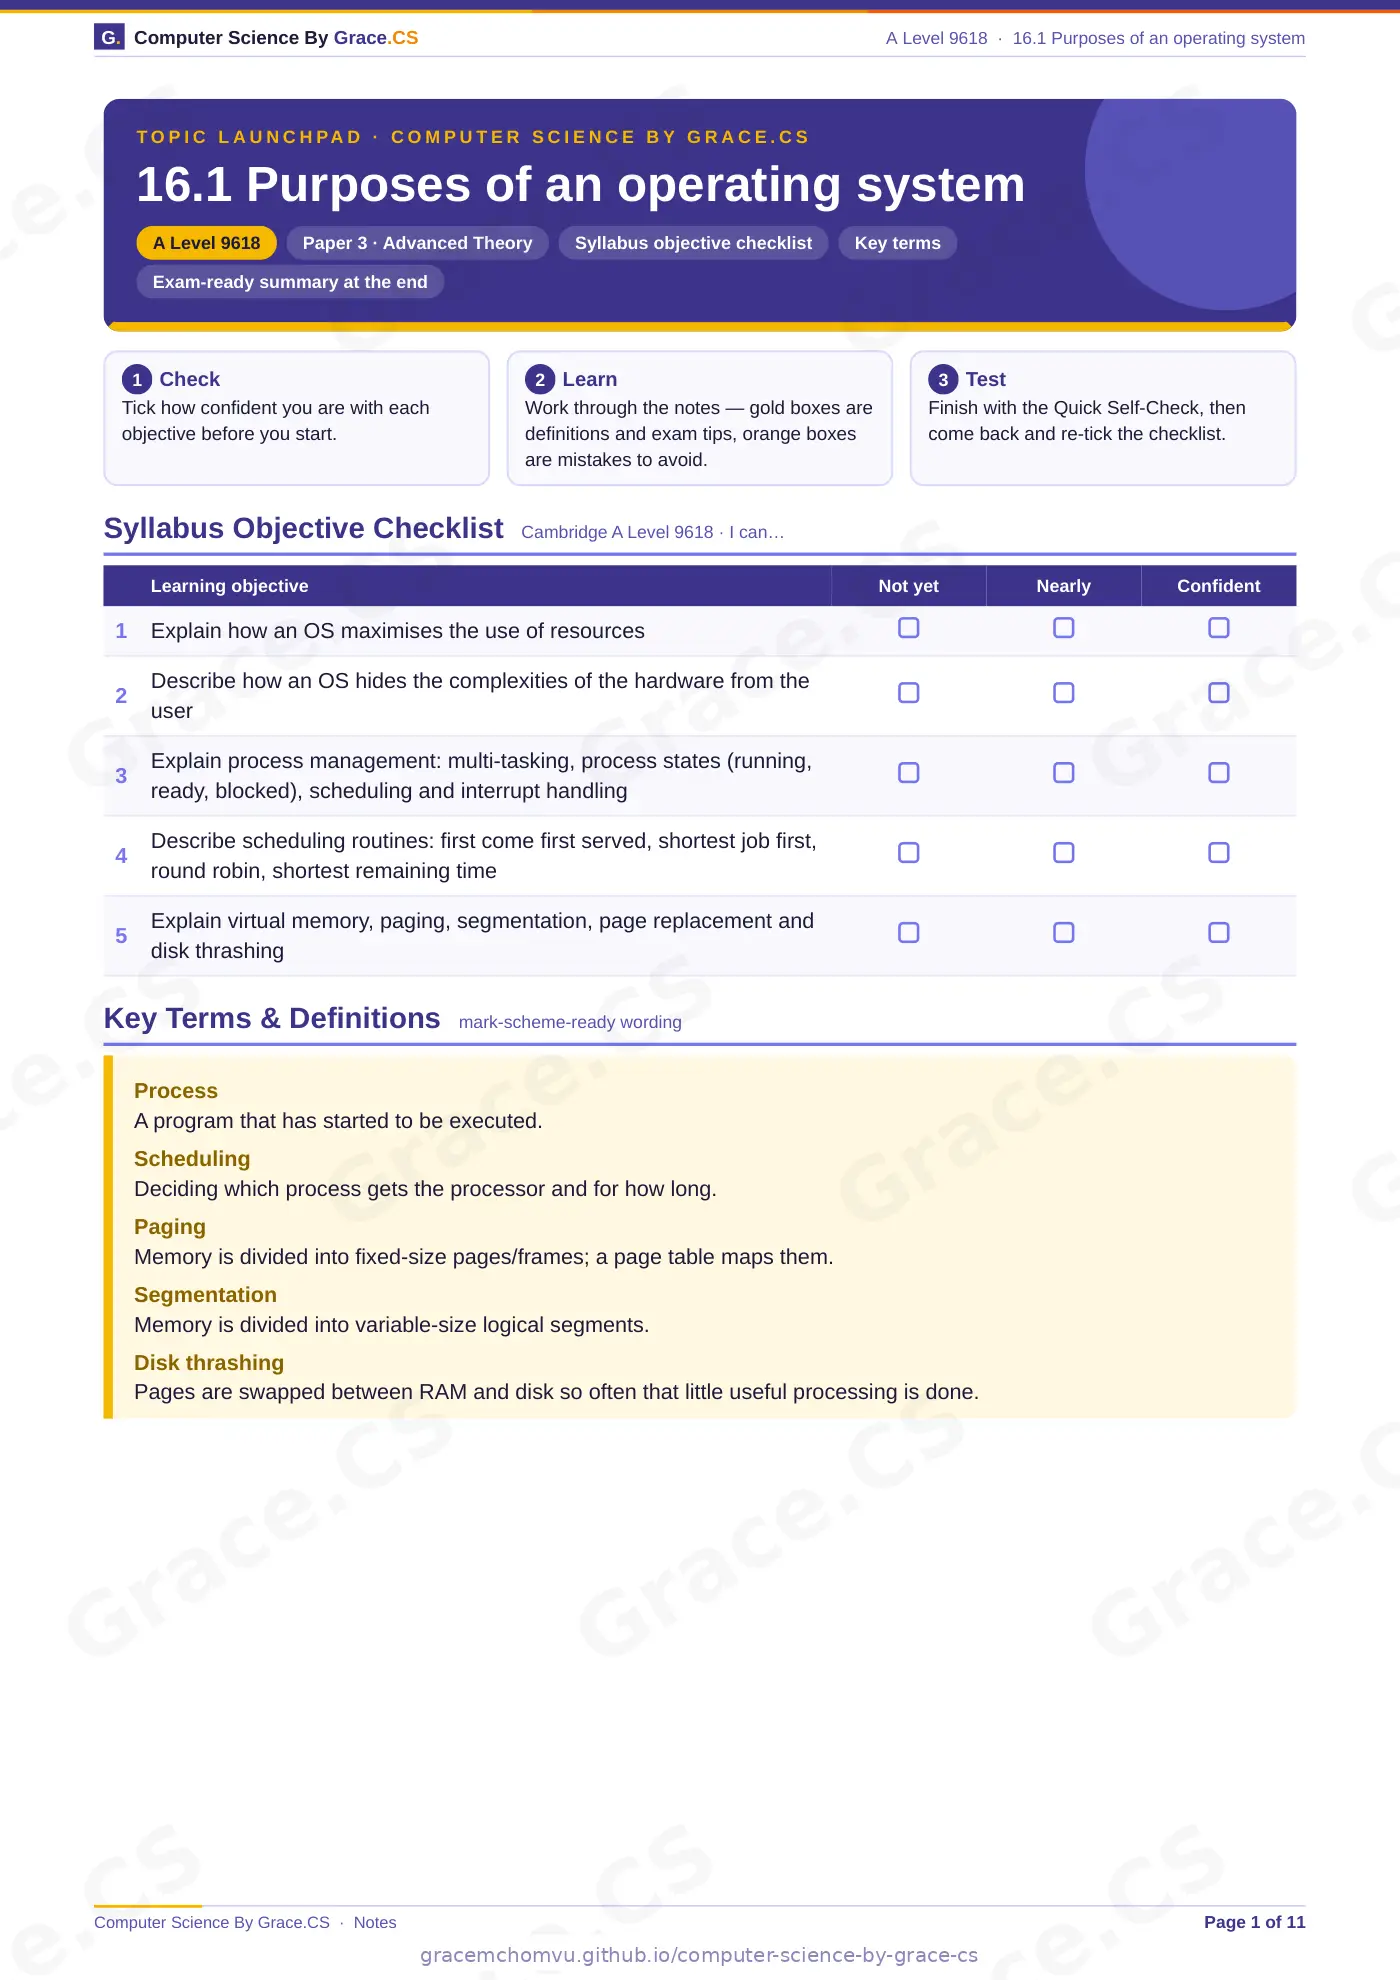 G. Computer Science By Grace.CS
A Level 9618 · 16.1 Purposes of an operating system
TOPIC LAUNCHPAD · COMPUTER SCIENCE BY GRACE.CS
16.1 Purposes of an operating system
A Level 9618
Paper 3 · Advanced Theory
Syllabus objective checklist
Key terms
Exam-ready summary at the end
1 Check
Tick how confident you are with each
objective before you start.
2 Learn
Work through the notes — gold boxes are
definitions and exam tips, orange boxes
are mistakes to avoid.
3 Test
Finish with the Quick Self-Check, then
come back and re-tick the checklist.
Syllabus Objective Checklist Cambridge A Level 9618 · I can…
Learning objective Not yet Nearly Confident
1 Explain how an OS maximises the use of resources
2 Describe how an OS hides the complexities of the hardware from the
user
3 Explain process management: multi-tasking, process states (running,
ready, blocked), scheduling and interrupt handling
4 Describe scheduling routines: first come first served, shortest job first,
round robin, shortest remaining time
5 Explain virtual memory, paging, segmentation, page replacement and
disk thrashing
Key Terms & Definitions mark-scheme-ready wording
Process
A program that has started to be executed.
Scheduling
Deciding which process gets the processor and for how long.
Paging
Memory is divided into fixed-size pages/frames; a page table maps them.
Segmentation
Memory is divided into variable-size logical segments.
Disk thrashing
Pages are swapped between RAM and disk so often that little useful processing is done.
Computer Science By Grace.CS · Notes
Page 1 of 11
gracemchomvu.github.io/computer-science-by-grace-cs